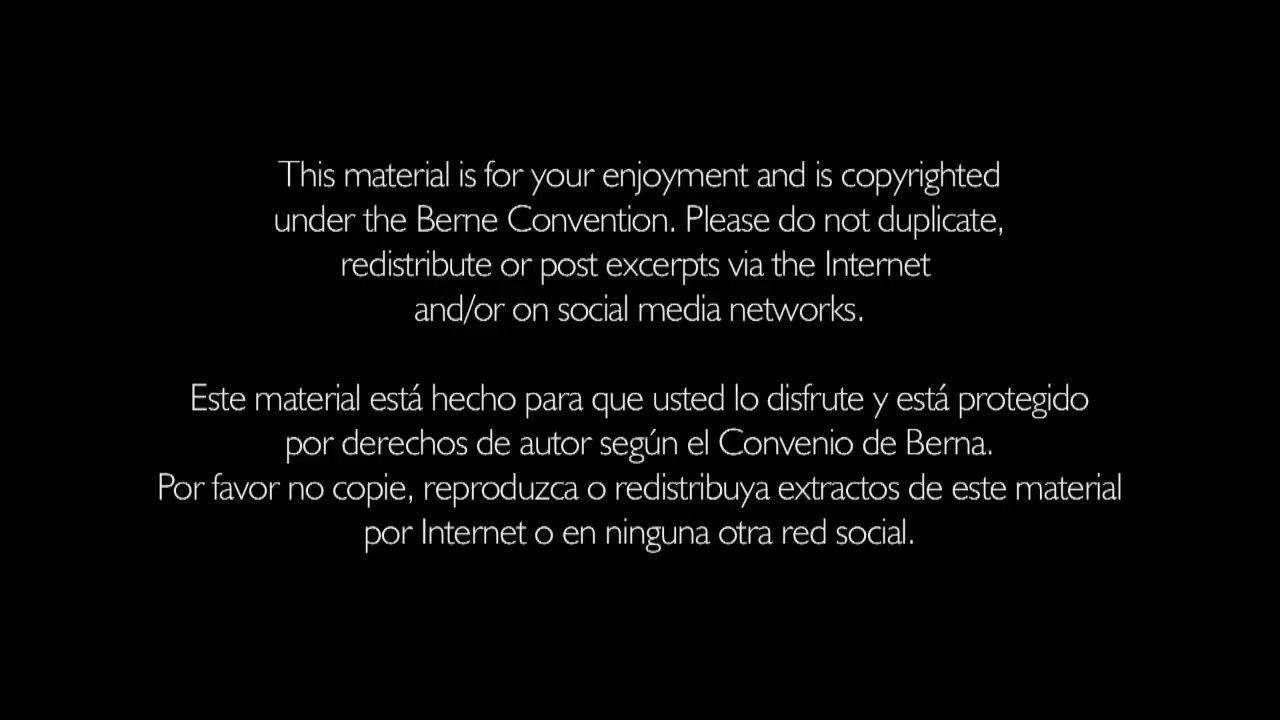 This material is for your enjoyment and is copyrighted
under the Berne Convention. Please do not duplicate,
redistribute or post excerpts via the Internet
and/or on social media networks.
Este material está hecho para que usted lo disfrute y está protegido
por derechos de autor según el Convenio de Berna.
Por favor no copie, reproduzca o redistribuya extractos de este material
por Internet o en ninguna otra red social.